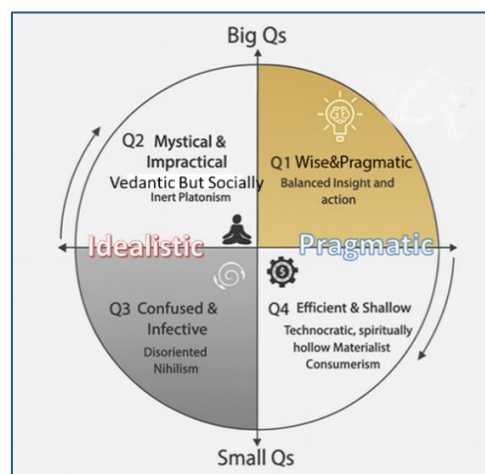 Big Qs
Q2 Mystical &
Impractical
Vedantic But Socially
Inert Platonism
Q1 Wise&Pragmatic
Balanced Insight and
action
Idealistic
Pragmatic
Q3 Confused &
Infective
Disoriented
Nihilism
$
Q4 Efficient & Shallow
Technocratic, spiritually
hollow Materialist
Consumerism
Small Qs